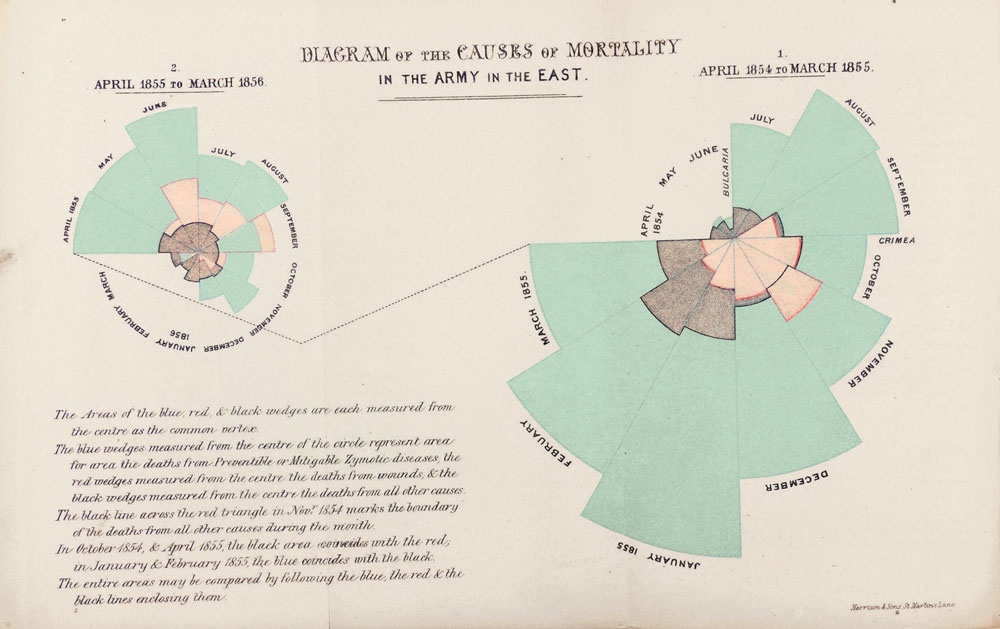 DIAGRAM OF THE CAUSES OF MORTALITY
IN THE ARMY IN THE EAST.
2.
APRIL 1855 TO MARCH 1856.
1.
APRIL 1854 TO MARCH 1855.
APRIL 1855
MAY
JUNE
JULY
AUGUST
SEPTEMBER
OCTOBER
NOVEMBER
DECEMBER
JANUARY
1856
FEBRUARY
MARCH
APRIL
1854
MAY
JUNE
BULGARIA
JULY
AUGUST
SEPTEMBER
CRIMEA
OCTOBER
NOVEMBER
DECEMBER
JANUARY 1855
FEBRUARY
MARCH 1855.
The Areas of the blue, red, & black wedges are each measured from
the centre as the common vertex.
The blue wedges measured from the centre of the circle represent area
for area the deaths from Preventible or Mitigable Zymotic diseases, the
red wedges measured from the centre the deaths from wounds, & the
black wedges measured from the centre the deaths from all other causes.
The black line across the red triangle in Novr. 1854 marks the boundary
of the deaths from all other causes during the month.
In October 1854, & April 1855, the black area coincides with the red;
in January & February 1855, the blue coincides with the black.
The entire areas may be compared by following the blue, the red & the
black lines enclosing them.
Harrison & Sons, St. Martins Lane